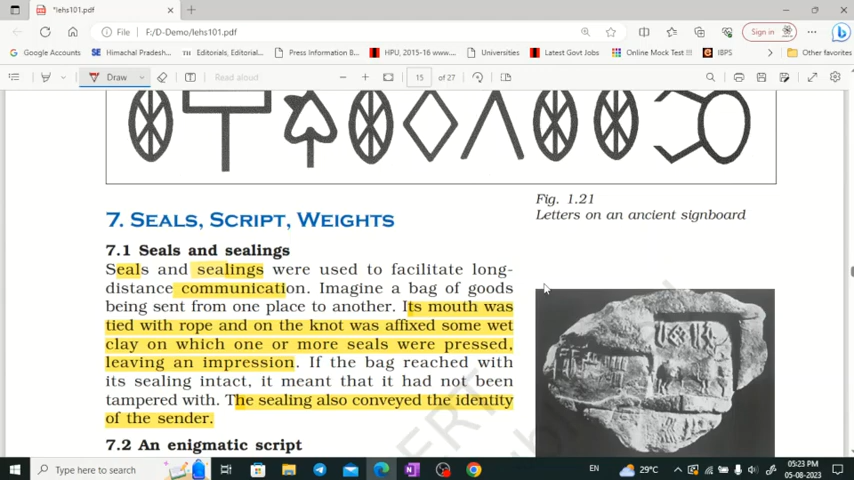 *lehs101.pdf
File
F:/D-Demo/lehs101.pdf
Sign in
Google Accounts
Himachal Pradesh...
Editorials, Editorial...
Press Information B...
HPU, 2015-16 www....
Universities
Latest Govt Jobs
Online Mock Test !...
IBPS
Other favorites
Draw
Read aloud
15
of 27
Fig. 1.21
Letters on an ancient signboard
7. SEALS, SCRIPT, WEIGHTS
7.1 Seals and sealings
Seals and sealings were used to facilitate long-
distance communication. Imagine a bag of goods
being sent from one place to another. Its mouth was
tied with rope and on the knot was affixed some wet
clay on which one or more seals were pressed,
leaving an impression. If the bag reached with
its sealing intact, it meant that it had not been
tampered with. The sealing also conveyed the identity
of the sender.
7.2 An enigmatic script
Type here to search
EN
29°C
05:23 PM
05-08-2023